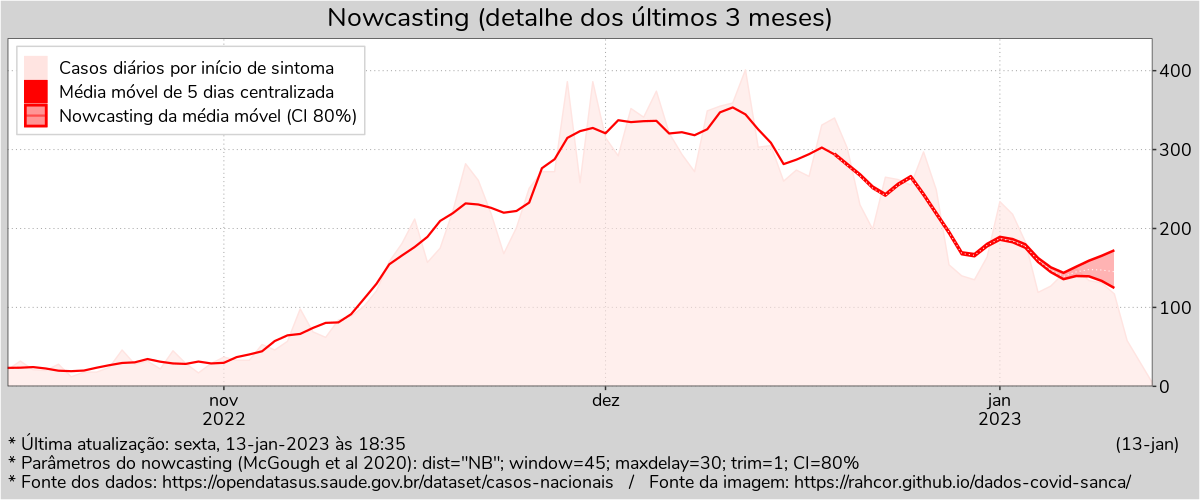 Nowcasting (detalhe dos últimos 3 meses)
Casos diários por início de sintoma
Média móvel de 5 dias centralizada
Nowcasting da média móvel (CI 80%)
400
300
200
100
0
nov
2022
dez
jan
2023
* Última atualização: sexta, 13-jan-2023 às 18:35
(13-jan)
* Parâmetros do nowcasting (McGough et al 2020): dist="NB"; window=45; maxdelay=30; trim=1; CI=80%
* Fonte dos dados: https://opendatasus.saude.gov.br/dataset/casos-nacionais / Fonte da imagem: https://rahcor.github.io/dados-covid-sanca/